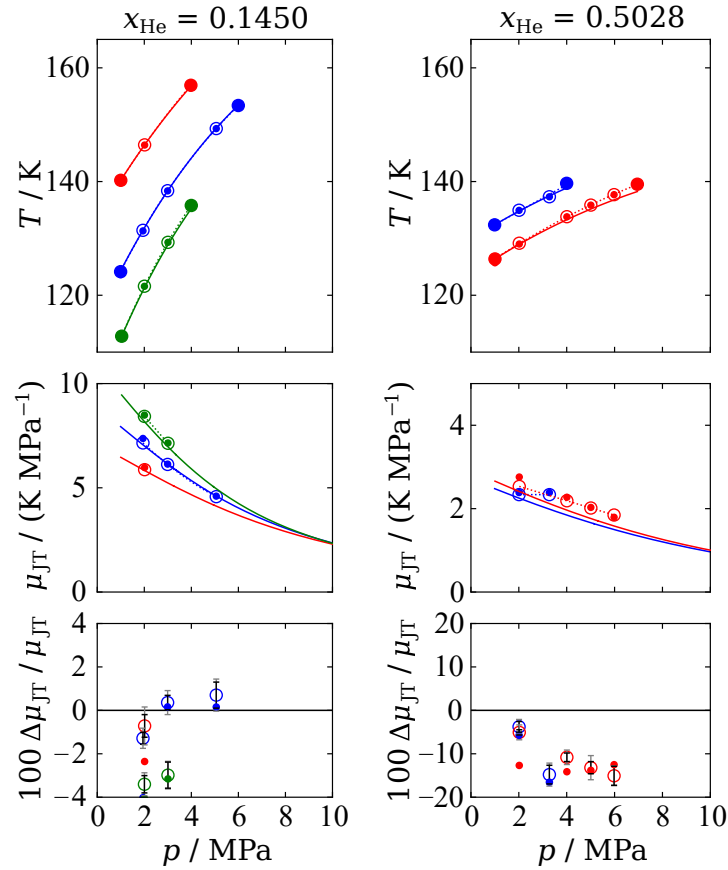 x_He = 0.1450
x_He = 0.5028
T / K
160
140
120
T / K
160
140
120
μ_JT / (K MPa⁻¹)
10
5
0
μ_JT / (K MPa⁻¹)
4
2
0
100 Δμ_JT / μ_JT
4
2
0
−2
−4
100 Δμ_JT / μ_JT
20
10
0
−10
−20
0 2 4 6 8 10
0 2 4 6 8 10
p / MPa
p / MPa